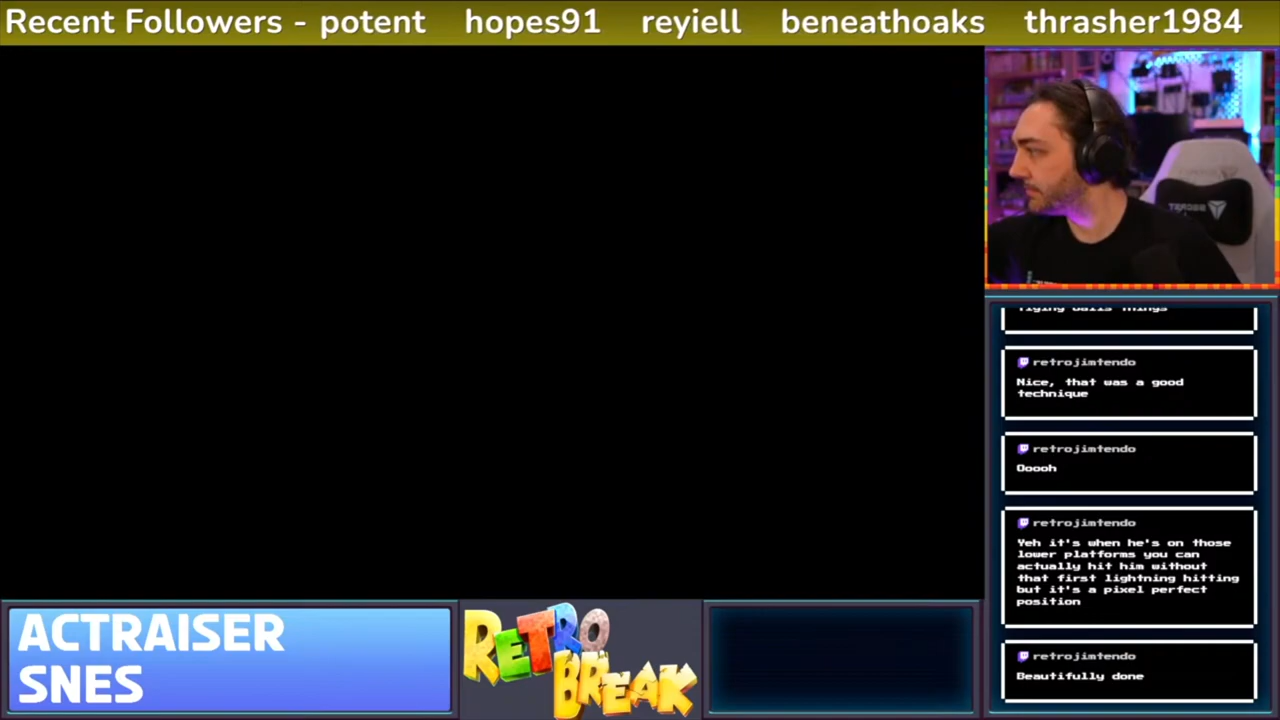 Recent Followers - potent hopes91 reyiell beneathoaks thrasher1984
retrojimtendo
Nice, that was a good
technique
retrojimtendo
Ooooh
retrojimtendo
Yeh it's when he's on those
lower platforms you can
actually hit him without
that first lightning hitting
but it's a pixel perfect
position
retrojimtendo
Beautifully done
ACTRAISER
SNES
RETRO
BREAK